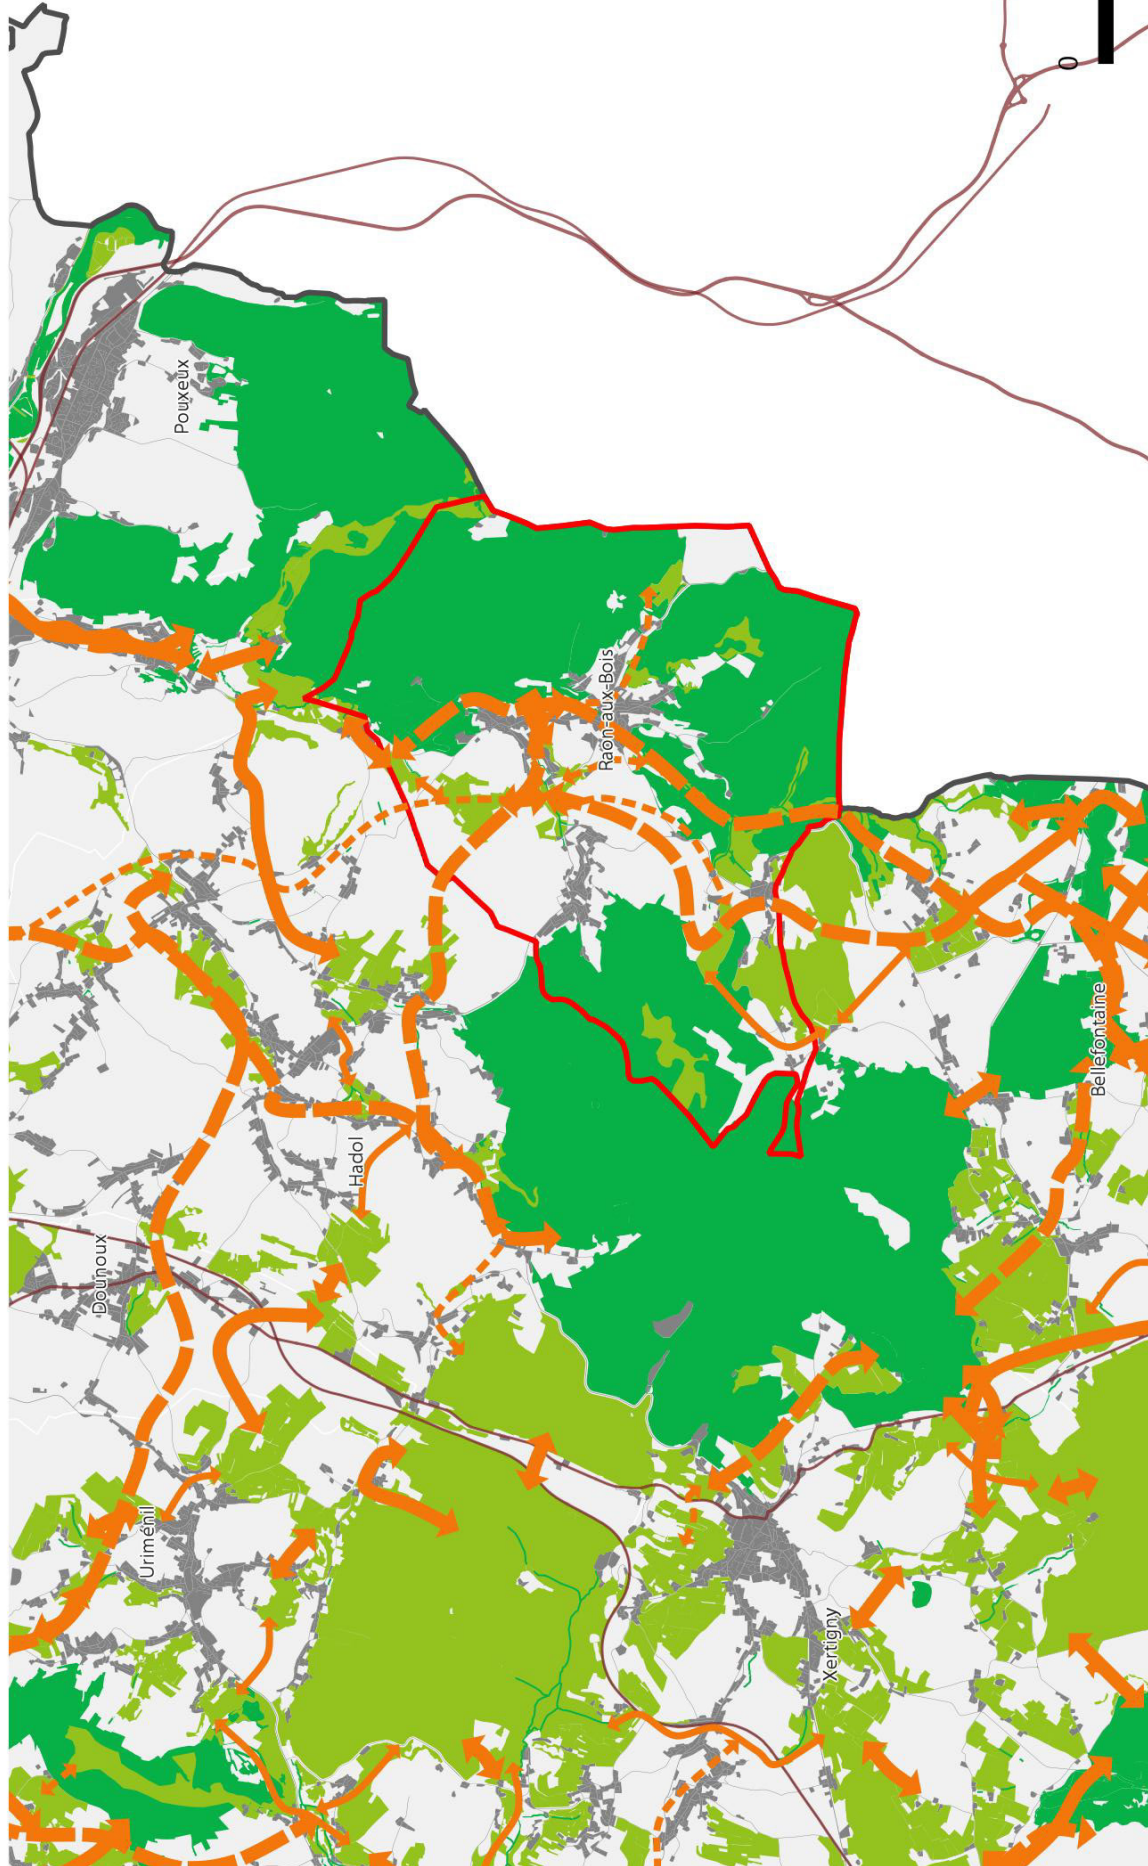 0
Pouxeux
Raon-aux-Bois
Bellefontaine
Hadol
Dounoux
Uriménil
Xertigny